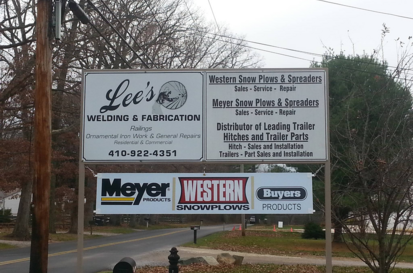 Lee's
WELDING & FABRICATION
Railings
Ornamental Iron Work & General Repairs
Residential & Commercial
410-922-4351
Western Snow Plows & Spreaders
Sales - Service - Repair
Meyer Snow Plows & Spreaders
Sales - Service - Repair
Distributor of Leading Trailer
Hitches and Trailer Parts
Hitch - Sales and Installation
Trailers - Part Sales and Installation
Meyer
PRODUCTS
WESTERN
SNOWPLOWS
Buyers
PRODUCTS